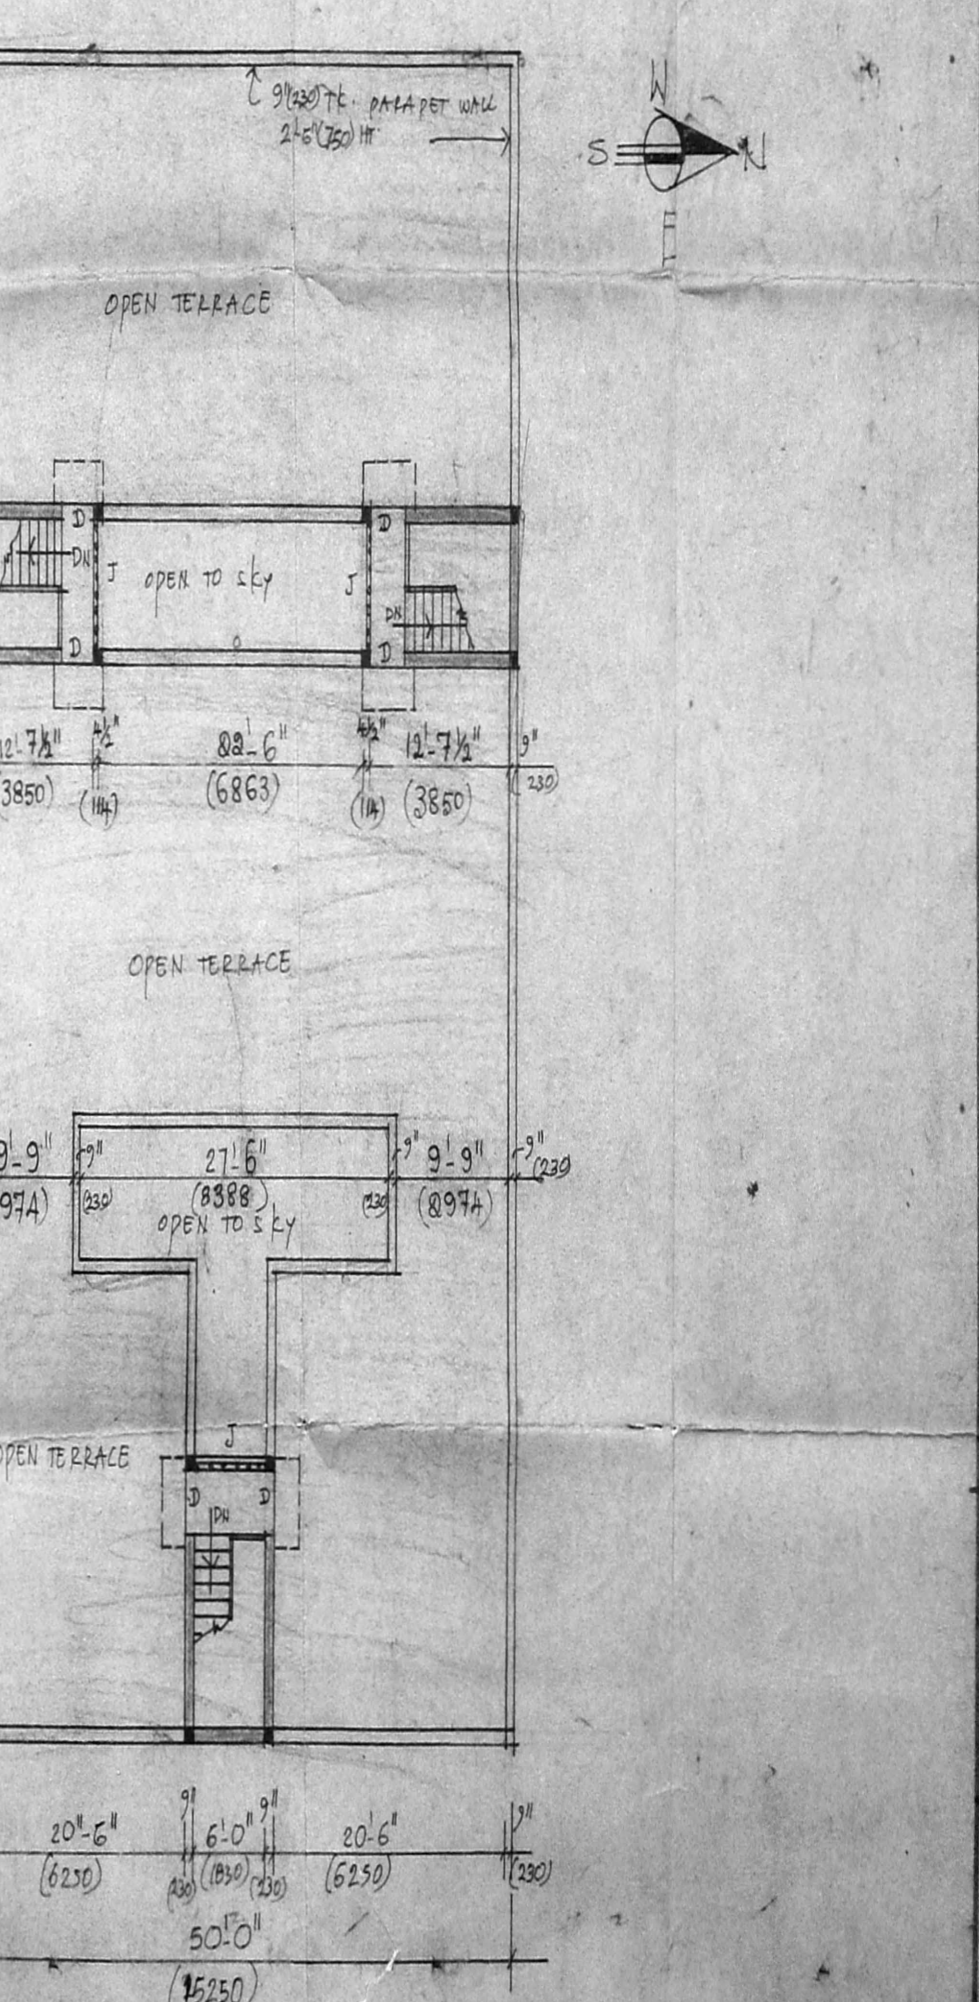 9"(230)TK. PARAPET WALL
2'-5"(750) HT.
W
S
N
E
OPEN TERRACE
D
DN
J
OPEN TO SKY
J
D
DN
D
D
12'-7½"
4½"
22'-6"
4½"
12'-7½"
9"
(3850)
(114)
(6863)
(114)
(3850)
(230)
OPEN TERRACE
9'-9"
9"
27'-6"
9"
9'-9"
9"
(230)
(230)
(8388)
(230)
(2974)
OPEN TO SKY
J
OPEN TERRACE
D
D
DN
9"
9"
9"
20"-6"
6'-0"
20'-6"
(6250)
(230)
(1830)
(230)
(6250)
(230)
50'-0"
(15250)